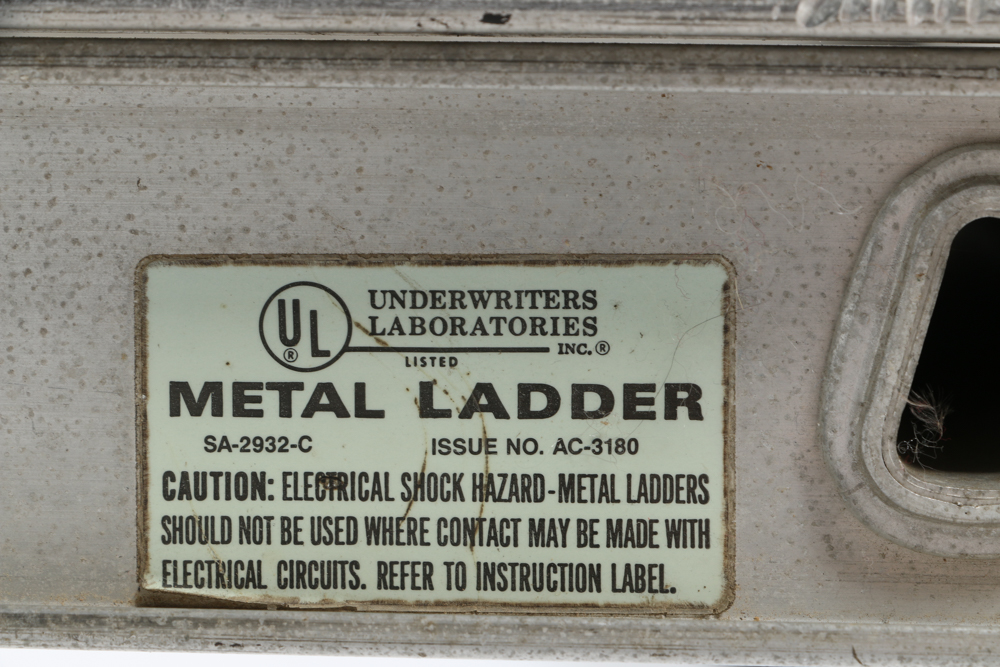 UL® UNDERWRITERS
LABORATORIES
INC.®
LISTED
METAL LADDER
SA-2932-C ISSUE NO. AC-3180
CAUTION: ELECTRICAL SHOCK HAZARD-METAL LADDERS
SHOULD NOT BE USED WHERE CONTACT MAY BE MADE WITH
ELECTRICAL CIRCUITS. REFER TO INSTRUCTION LABEL.